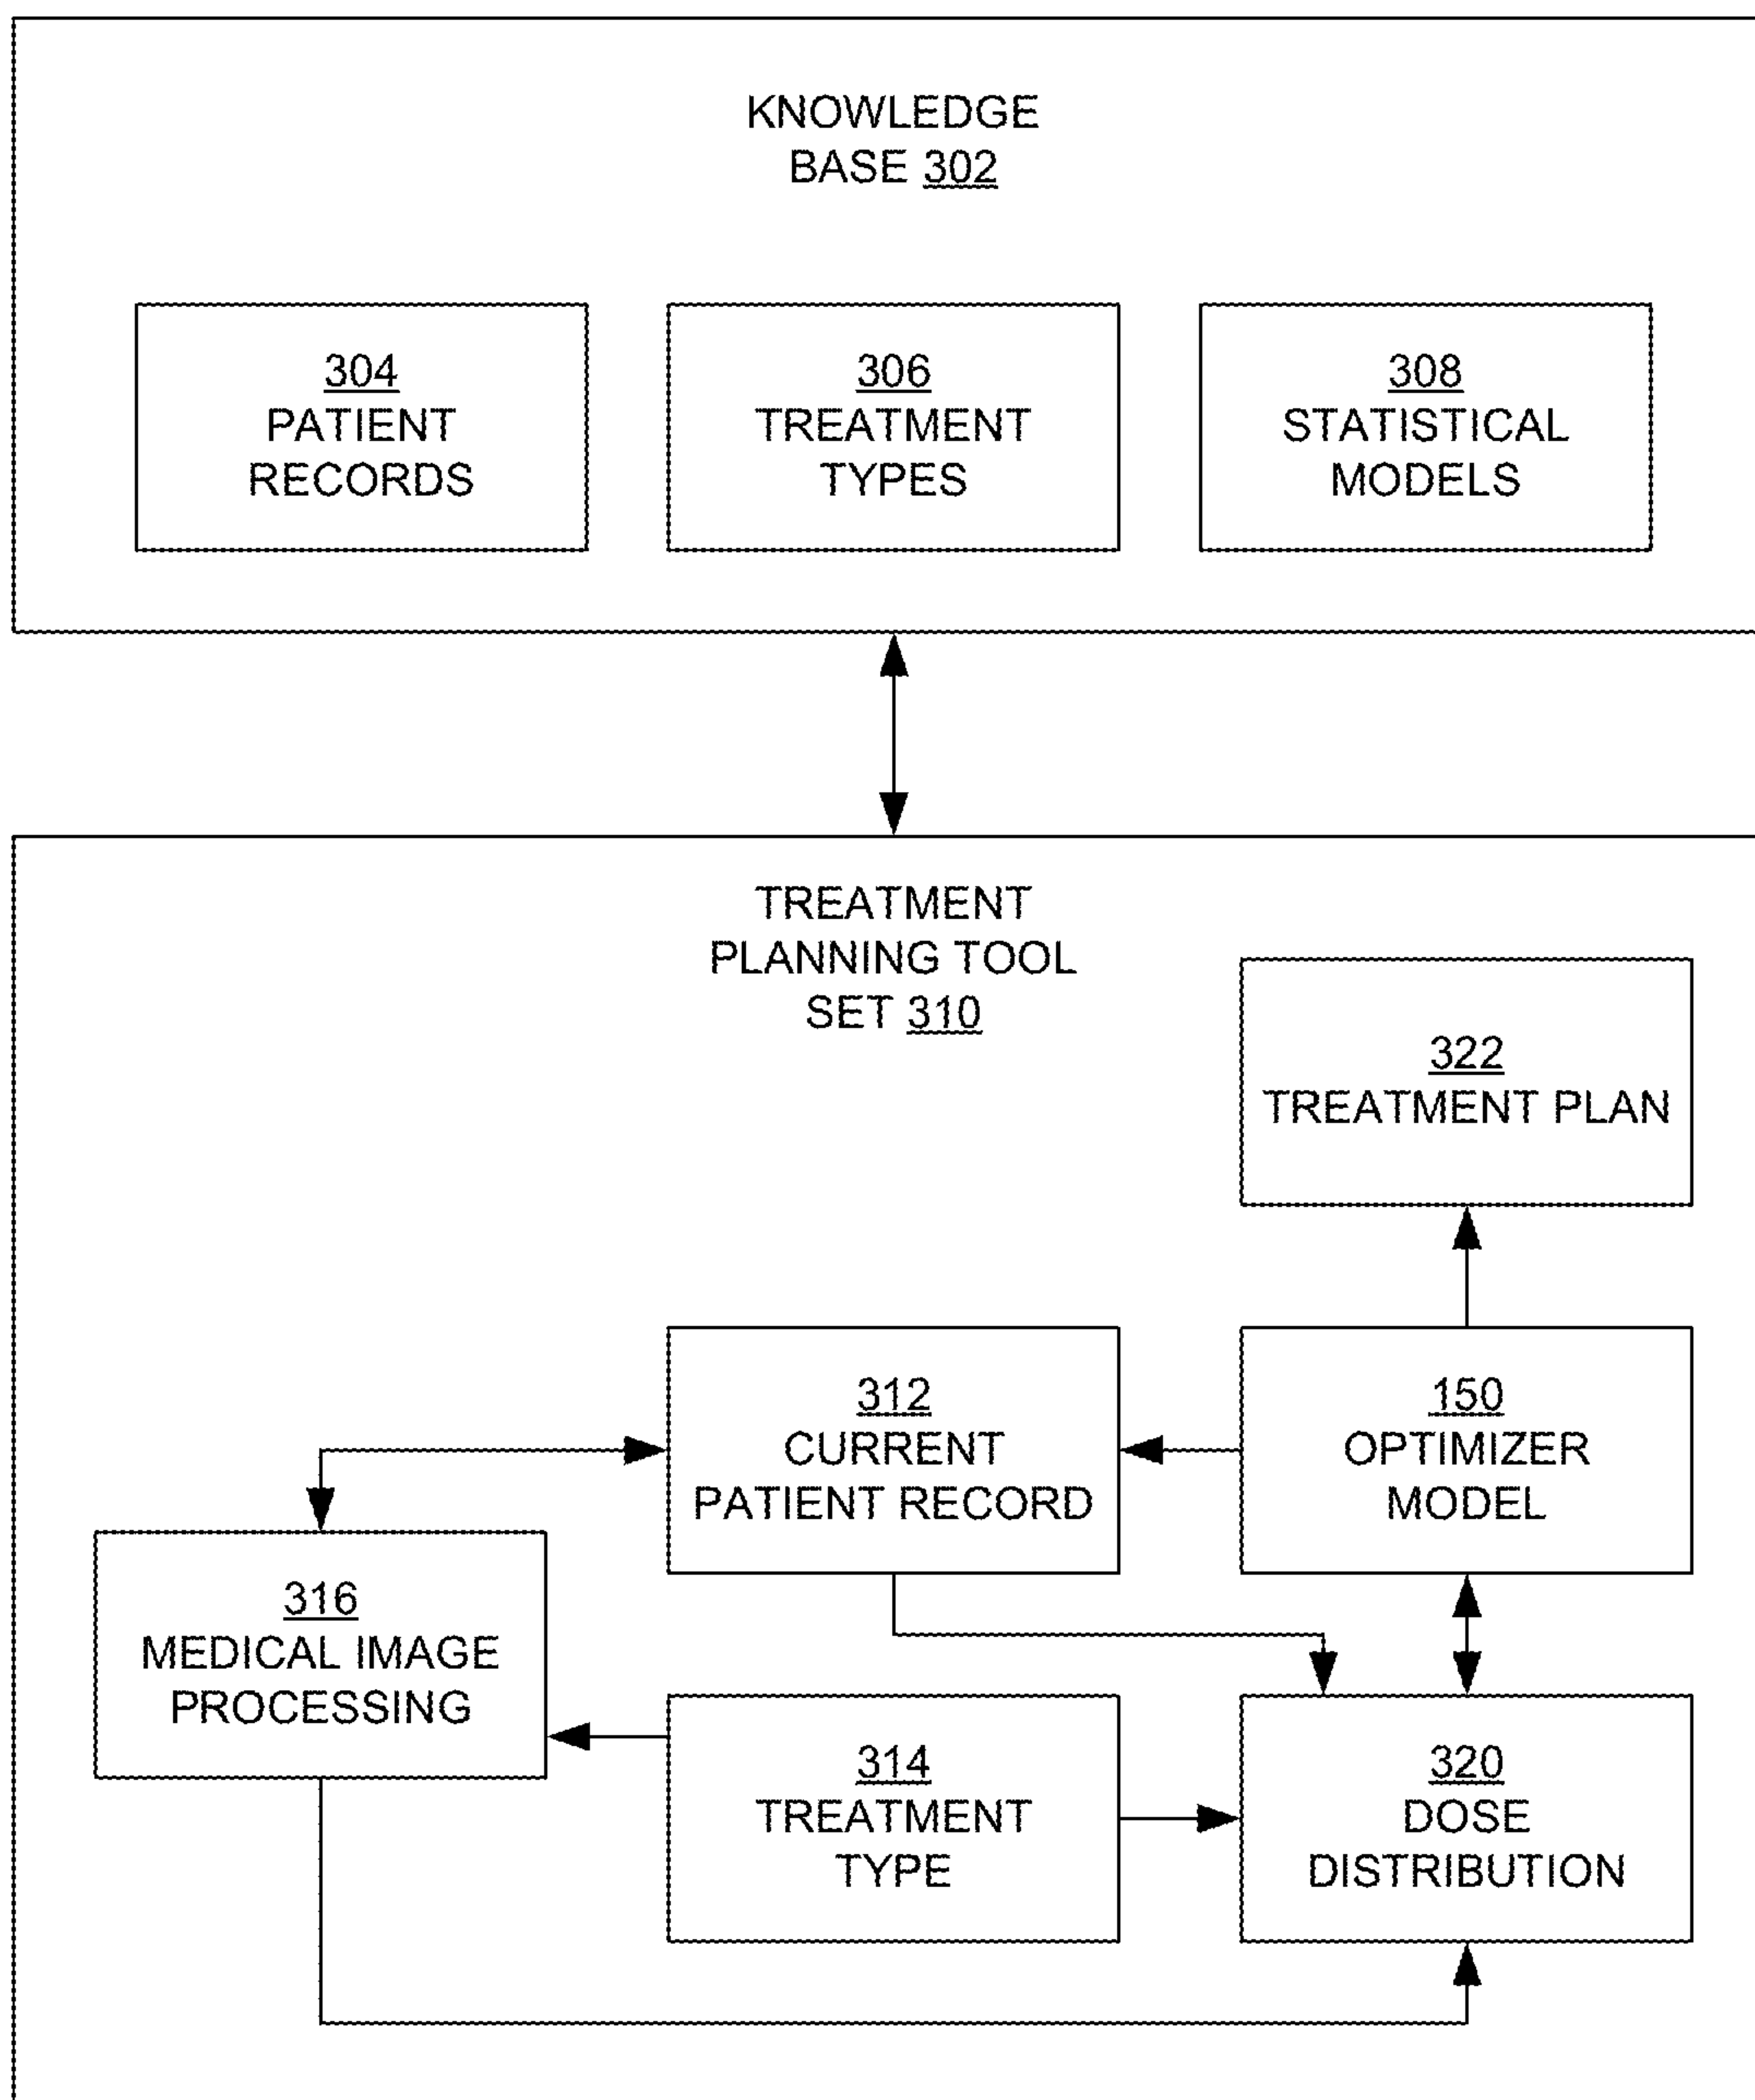 KNOWLEDGE
BASE 302
304
PATIENT
RECORDS
306
TREATMENT
TYPES
308
STATISTICAL
MODELS
TREATMENT
PLANNING TOOL
SET 310
322
TREATMENT PLAN
312
CURRENT
PATIENT RECORD
150
OPTIMIZER
MODEL
316
MEDICAL IMAGE
PROCESSING
314
TREATMENT
TYPE
320
DOSE
DISTRIBUTION